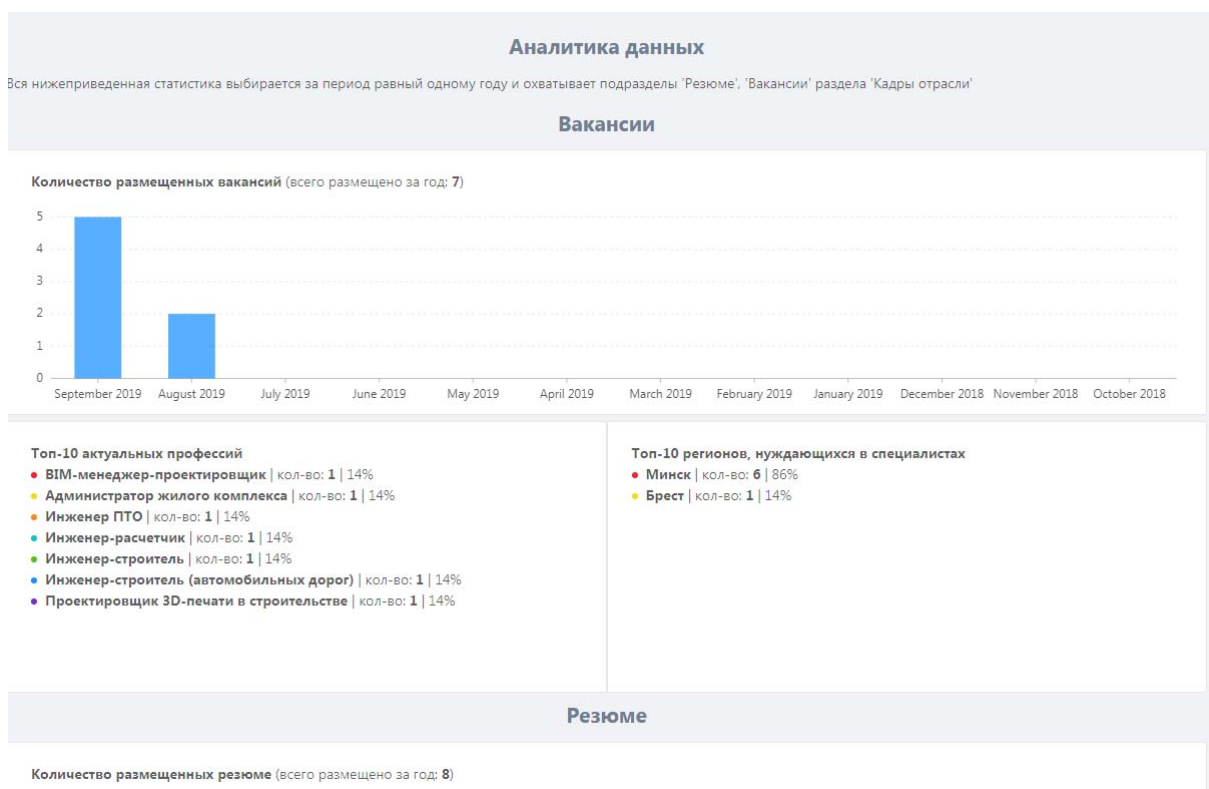 Аналитика данных
Вся нижеприведенная статистика выбирается за период равный одному году и охватывает подразделы 'Резюме', 'Вакансии' раздела 'Кадры отрасли'
Вакансии
Количество размещенных вакансий (всего размещено за год: 7)
5
4
3
2
1
0
September 2019 August 2019 July 2019 June 2019 May 2019 April 2019 March 2019 February 2019 January 2019 December 2018 November 2018 October 2018
Топ-10 актуальных профессий
• BIM-менеджер-проектировщик | кол-во: 1 | 14%
• Администратор жилого комплекса | кол-во: 1 | 14%
• Инженер ПТО | кол-во: 1 | 14%
• Инженер-расчетчик | кол-во: 1 | 14%
• Инженер-строитель | кол-во: 1 | 14%
• Инженер-строитель (автомобильных дорог) | кол-во: 1 | 14%
• Проектировщик 3D-печати в строительстве | кол-во: 1 | 14%
Топ-10 регионов, нуждающихся в специалистах
• Минск | кол-во: 6 | 86%
• Брест | кол-во: 1 | 14%
Резюме
Количество размещенных резюме (всего размещено за год: 8)